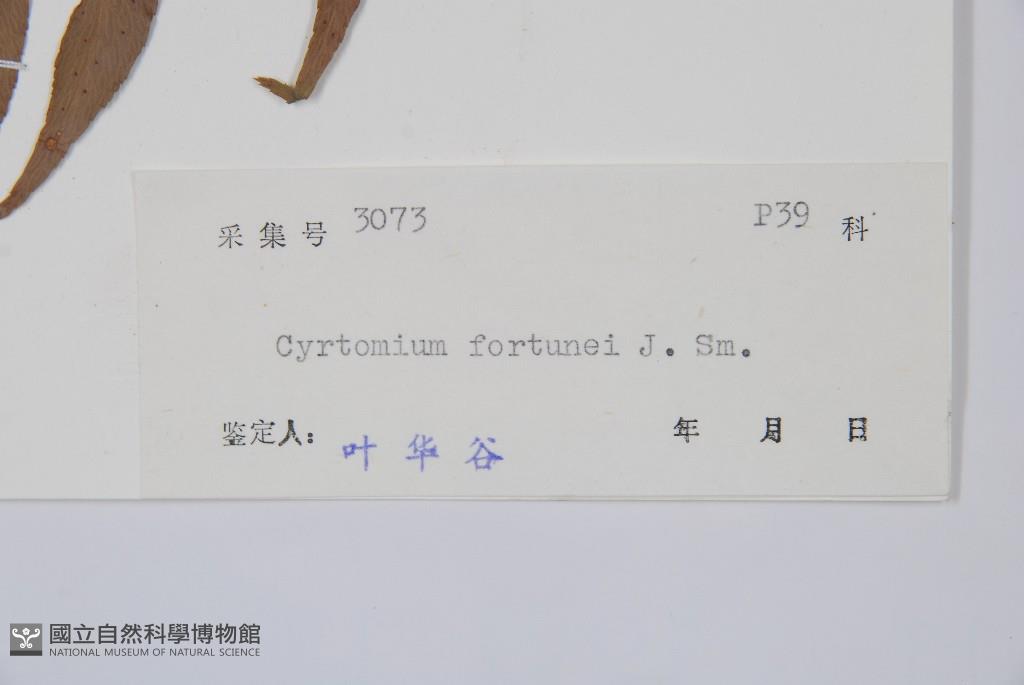 采集号 3073 P39 科
Cyrtomium fortunei J. Sm.
鉴定人: 叶华谷 年 月 日
國立自然科學博物館
NATIONAL MUSEUM OF NATURAL SCIENCE